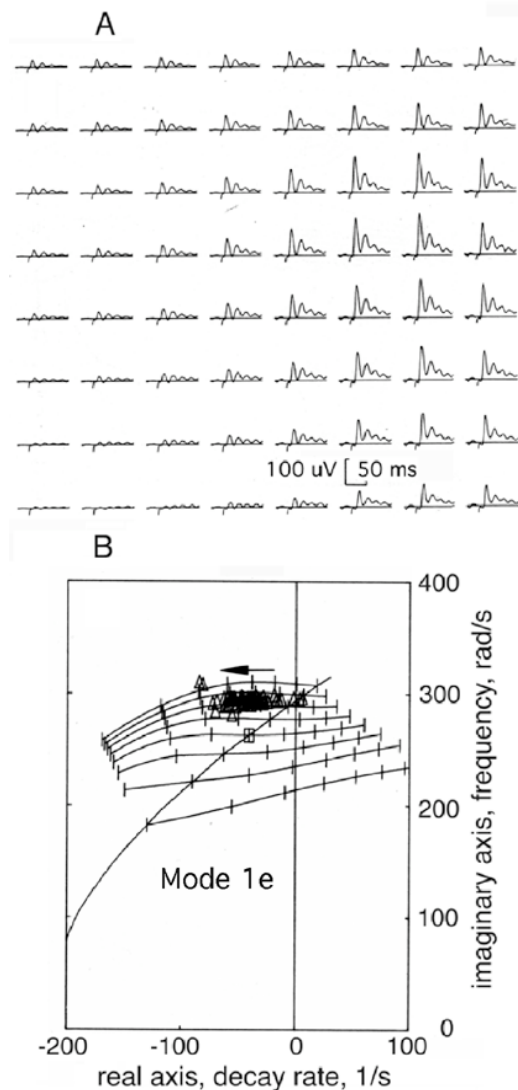 A
100 uV 50 ms
B
400
300
200
100
0
Mode 1e
imaginary axis, frequency, rad/s
-200 -100 0 100
real axis, decay rate, 1/s